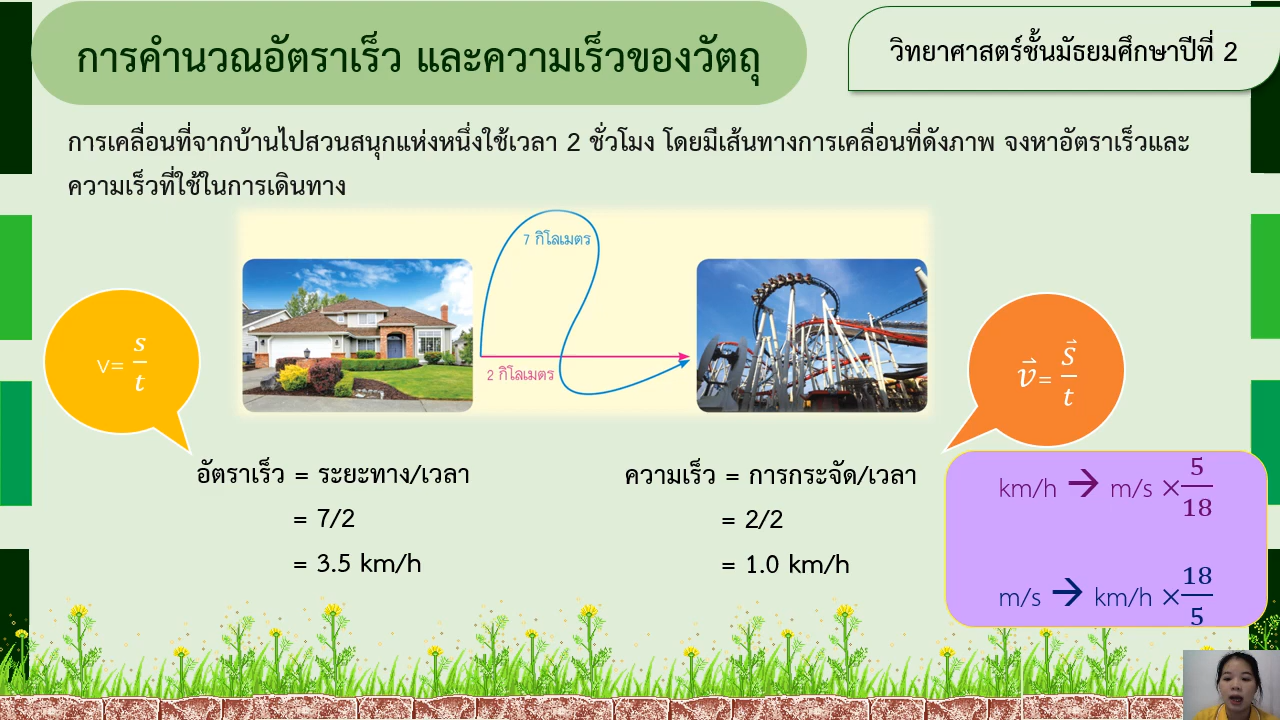 การคำนวณอัตราเร็ว และความเร็วของวัตถุ
วิทยาศาสตร์ชั้นมัธยมศึกษาปีที่ 2
การเคลื่อนที่จากบ้านไปสวนสนุกแห่งหนึ่งใช้เวลา 2 ชั่วโมง โดยมีเส้นทางการเคลื่อนที่ดังภาพ จงหาอัตราเร็วและ
ความเร็วที่ใช้ในการเดินทาง
7 กิโลเมตร
2 กิโลเมตร
v= s/t
v⃗= S⃗/t
อัตราเร็ว = ระยะทาง/เวลา
= 7/2
= 3.5 km/h
ความเร็ว = การกระจัด/เวลา
= 2/2
= 1.0 km/h
km/h → m/s × 5/18
m/s → km/h × 18/5